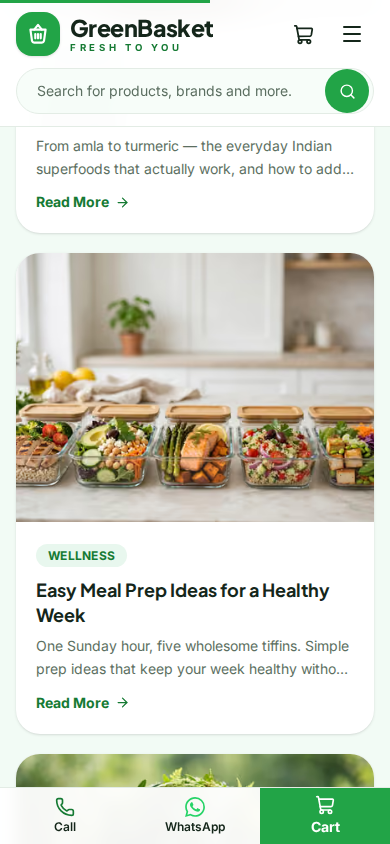 GreenBasket
FRESH TO YOU
Search for products, brands and more.
From amla to turmeric — the everyday Indian
superfoods that actually work, and how to add...
Read More
WELLNESS
Easy Meal Prep Ideas for a Healthy
Week
One Sunday hour, five wholesome tiffins. Simple
prep ideas that keep your week healthy witho...
Read More
Call
WhatsApp
Cart